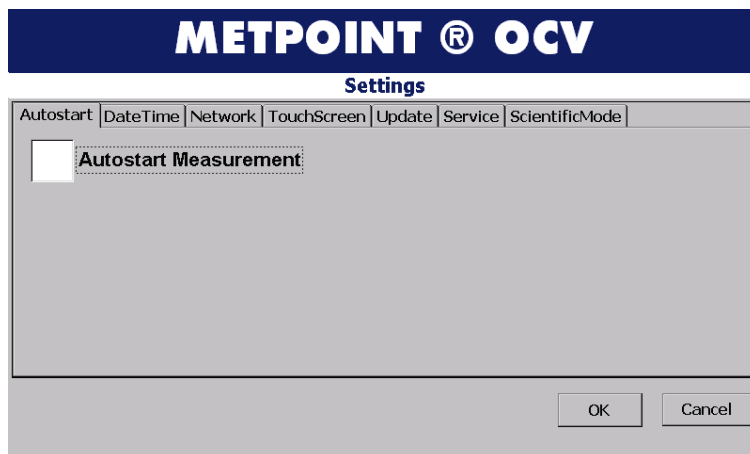 METPOINT ® OCV
Settings
Autostart DateTime Network TouchScreen Update Service ScientificMode
Autostart Measurement
OK Cancel